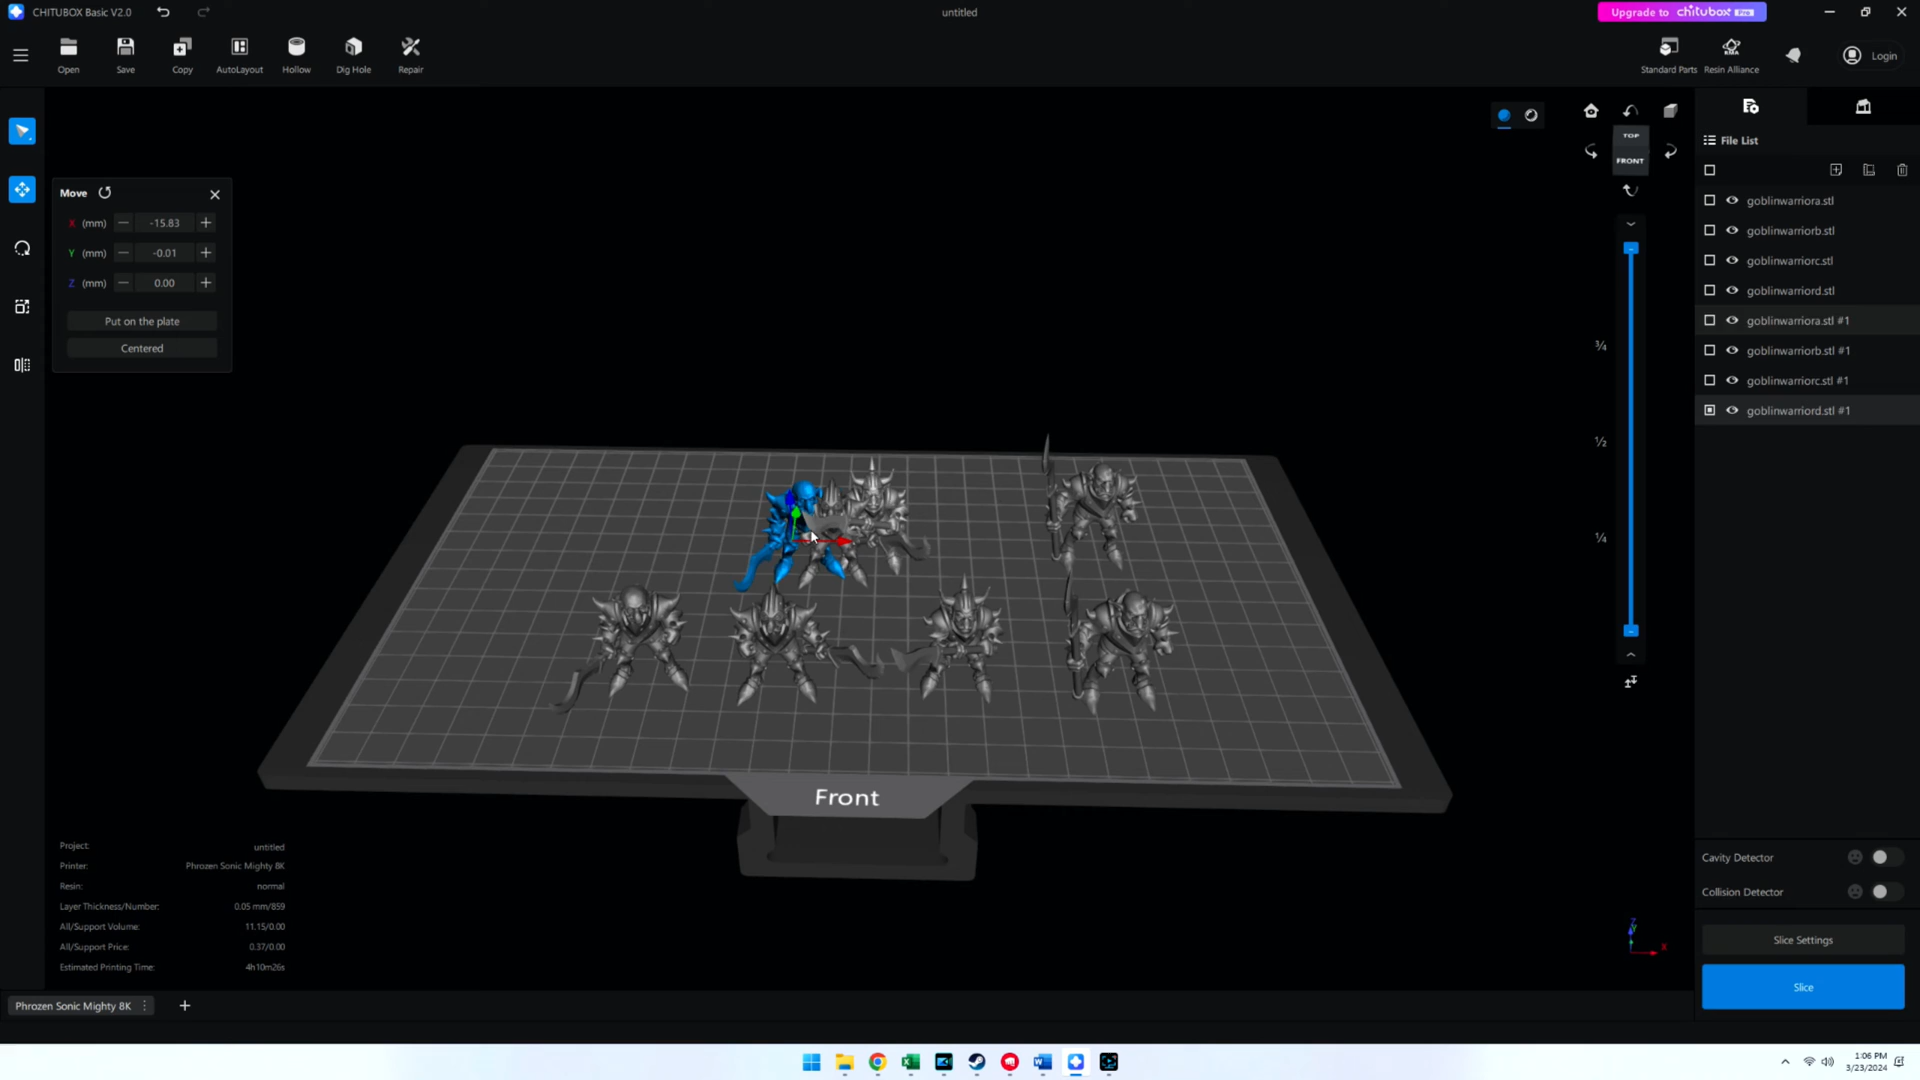 CHITUBOX Basic V2.0
untitled
Upgrade to CHITUBOX Pro
Open
Save
Copy
AutoLayout
Hollow
Dig Hole
Repair
Standard Parts
Resin Alliance
Login
Move
X (mm) -15.83
Y (mm) -0.01
Z (mm) 0.00
Put on the plate
Centered
TOP
FRONT
¾
½
¼
File List
goblinwarriora.stl
goblinwarriorb.stl
goblinwarriorc.stl
goblinwarriord.stl
goblinwarriora.stl #1
goblinwarriorb.stl #1
goblinwarriorc.stl #1
goblinwarriord.stl #1
Front
Project: untitled
Printer: Phrozen Sonic Mighty 8K
Resin: normal
Layer Thickness/Number: 0.05 mm/859
All/Support Volume: 11.15/0.00
All/Support Price: 0.37/0.00
Estimated Printing Time: 4h10m26s
Z
Y
X
Cavity Detector
Collision Detector
Slice Settings
Slice
Phrozen Sonic Mighty 8K
1:06 PM
3/23/2024